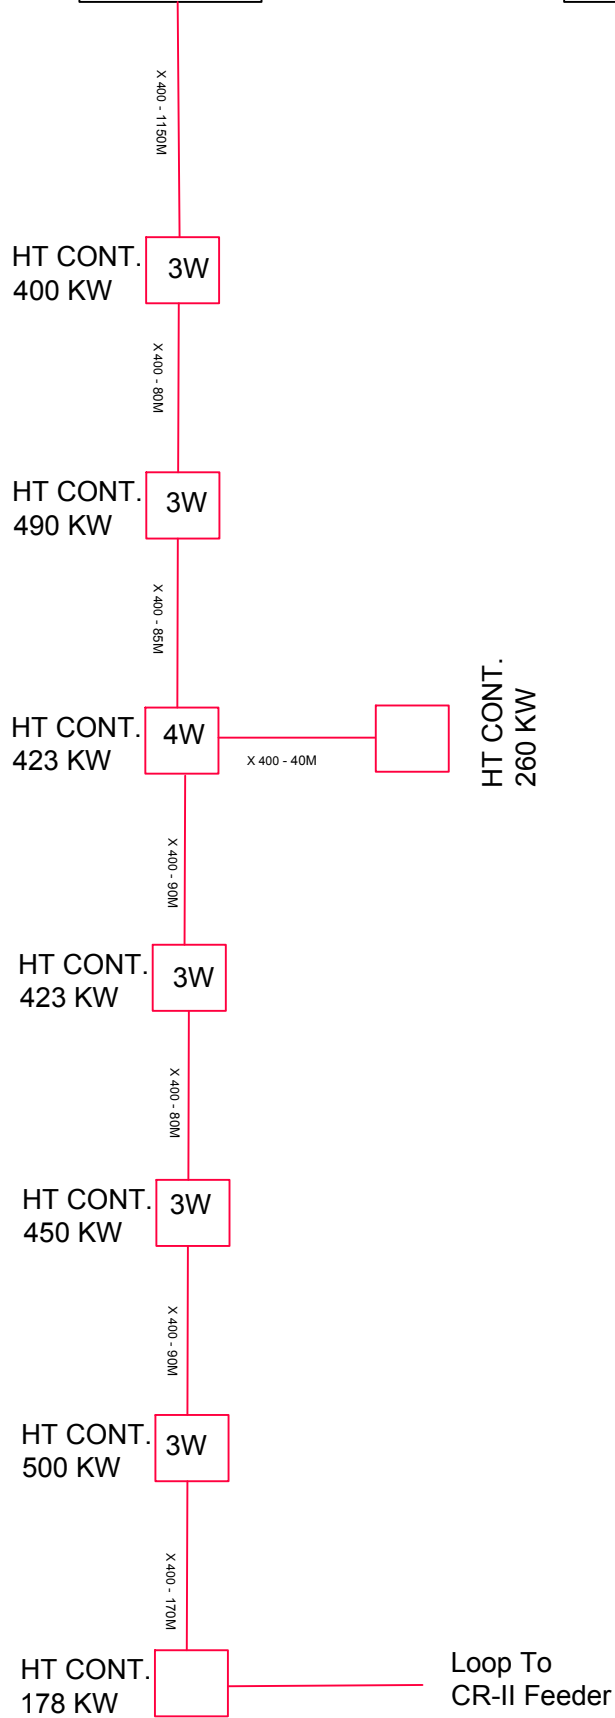 X 400 - 1150M
HT CONT.
400 KW
3W
X 400 - 80M
HT CONT.
490 KW
3W
X 400 - 85M
HT CONT.
423 KW
4W
X 400 - 40M
HT CONT.
260 KW
X 400 - 90M
HT CONT.
423 KW
3W
X 400 - 80M
HT CONT.
450 KW
3W
X 400 - 90M
HT CONT.
500 KW
3W
X 400 - 170M
HT CONT.
178 KW
Loop To
CR-II Feeder